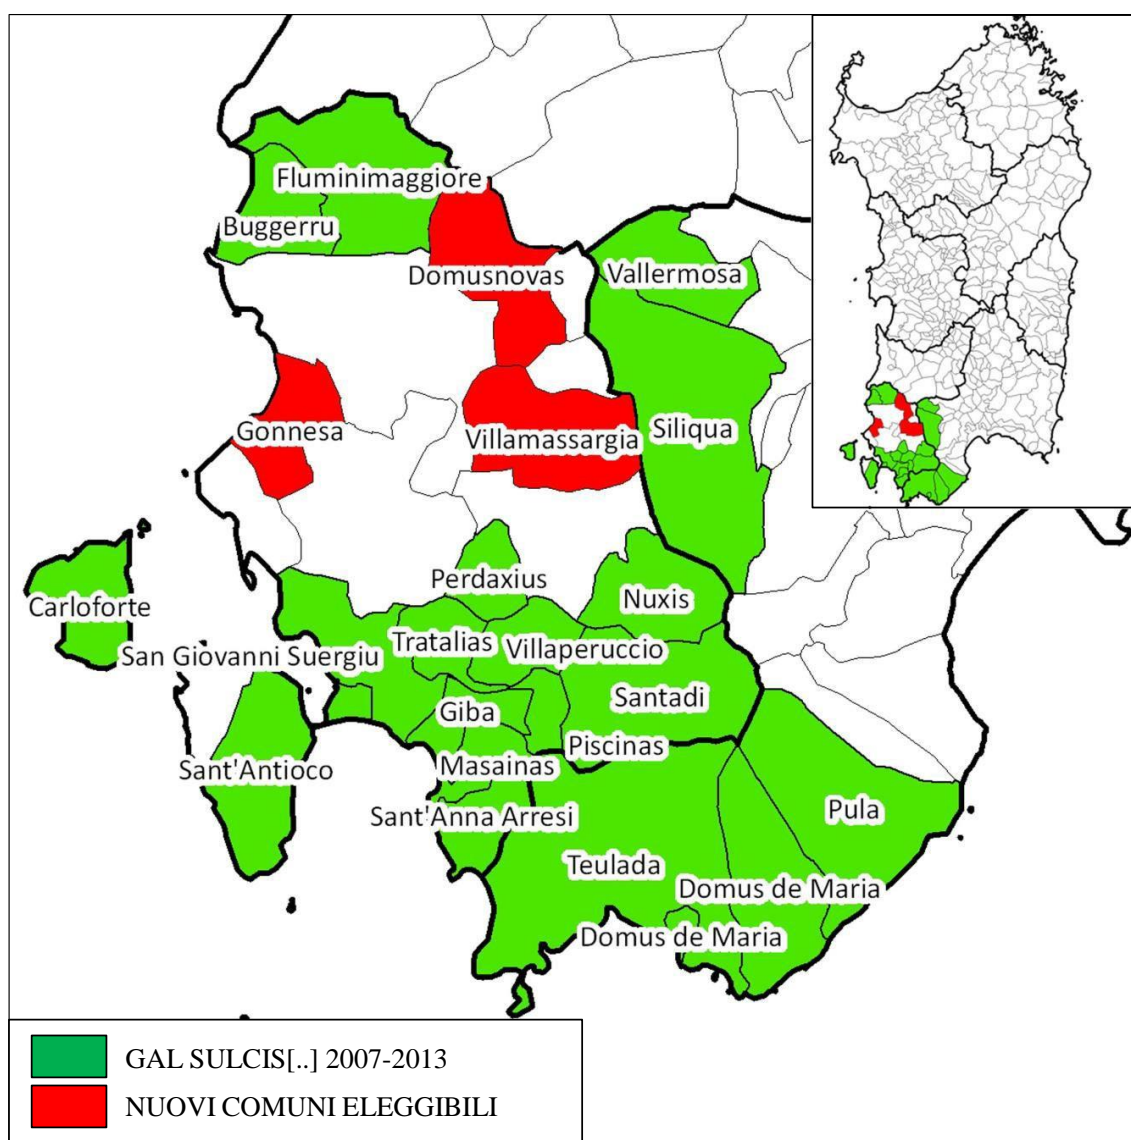 Fluminimaggiore
Buggerru
Domusnovas
Vallermosa
Gonnesa
Villamassargia
Siliqua
Perdaxius
Nuxis
Carloforte
Tratalias
Villaperuccio
San Giovanni Suergiu
Santadi
Giba
Piscinas
Sant'Antioco
Masainas
Sant'Anna Arresi
Pula
Teulada
Domus de Maria
Domus de Maria
GAL SULCIS[..] 2007-2013
NUOVI COMUNI ELEGGIBILI